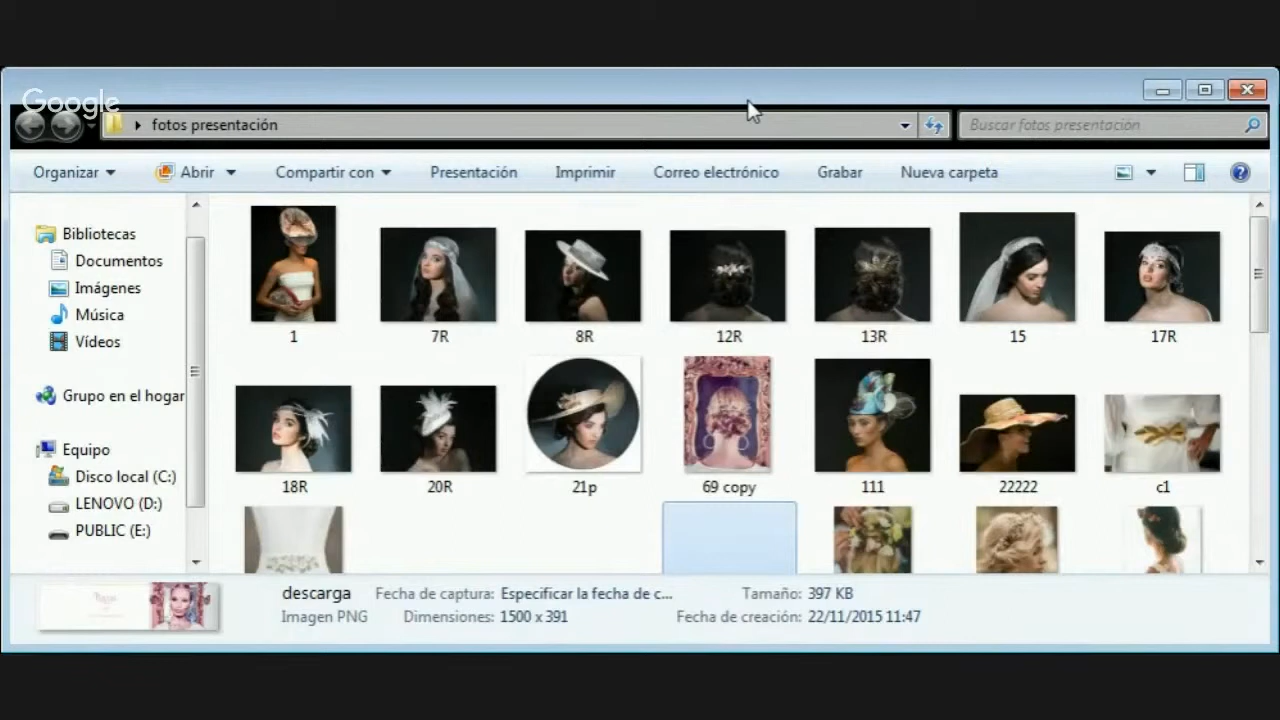 Google
fotos presentación
Buscar fotos presentación
Organizar
Abrir
Compartir con
Presentación
Imprimir
Correo electrónico
Grabar
Nueva carpeta
Bibliotecas
Documentos
Imágenes
Música
Vídeos
Grupo en el hogar
Equipo
Disco local (C:)
LENOVO (D:)
PUBLIC (E:)
1
7R
8R
12R
13R
15
17R
18R
20R
21p
69 copy
111
22222
c1
descarga
Imagen PNG
Fecha de captura: Especificar la fecha de c...
Dimensiones: 1500 x 391
Tamaño: 397 KB
Fecha de creación: 22/11/2015 11:47